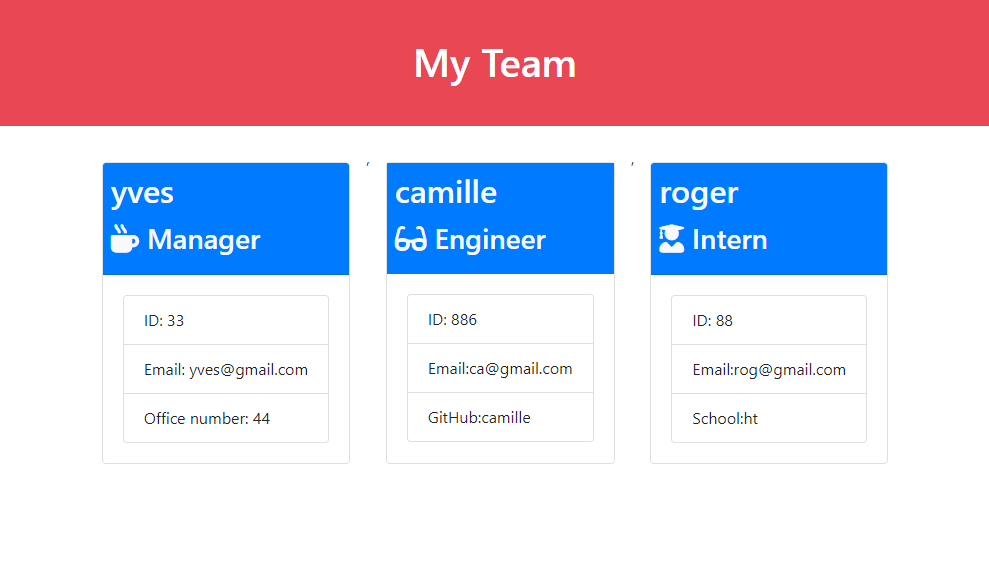 My Team
yves
Manager
ID: 33
Email: yves@gmail.com
Office number: 44
,
camille
Engineer
ID: 886
Email:ca@gmail.com
GitHub:camille
,
roger
Intern
ID: 88
Email:rog@gmail.com
School:ht